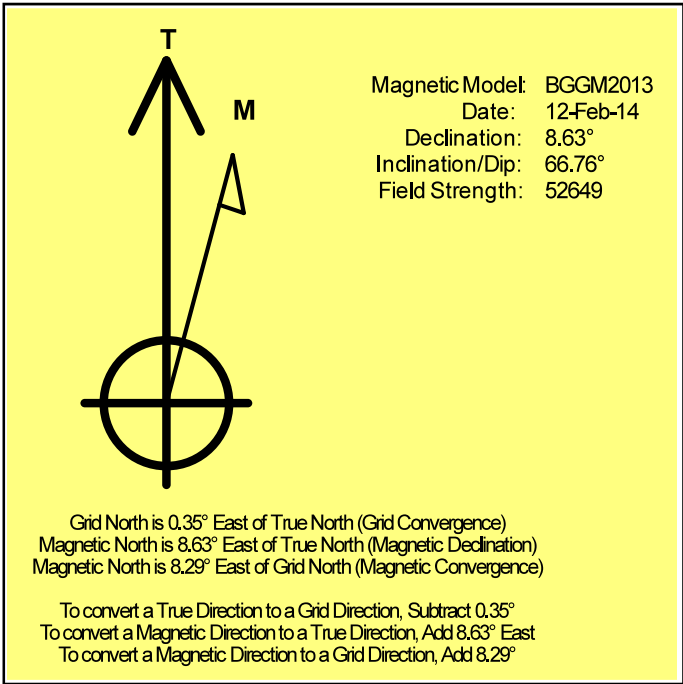 T
M
Magnetic Model: BGGM2013
Date: 12-Feb-14
Declination: 8.63°
Inclination/Dip: 66.76°
Field Strength: 52649
Grid North is 0.35° East of True North (Grid Convergence)
Magnetic North is 8.63° East of True North (Magnetic Declination)
Magnetic North is 8.29° East of Grid North (Magnetic Convergence)
To convert a True Direction to a Grid Direction, Subtract 0.35°
To convert a Magnetic Direction to a True Direction, Add 8.63° East
To convert a Magnetic Direction to a Grid Direction, Add 8.29°